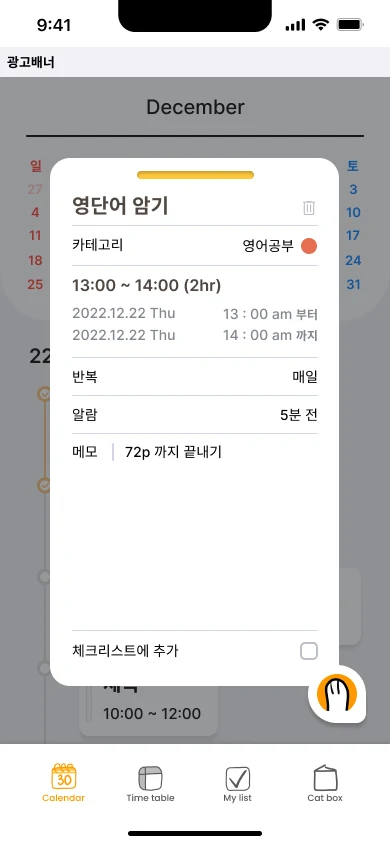 9:41
광고배너
December
일 토
27 3
4 10
11 17
18 24
25 31
영단어 암기
카테고리 영어공부
13:00 ~ 14:00 (2hr)
2022.12.22 Thu 13 : 00 am 부터
2022.12.22 Thu 14 : 00 am 까지
반복 매일
알람 5분 전
메모 72p 까지 끝내기
22
체크리스트에 추가
10:00 ~ 12:00
30
Calendar Time table My list Cat box